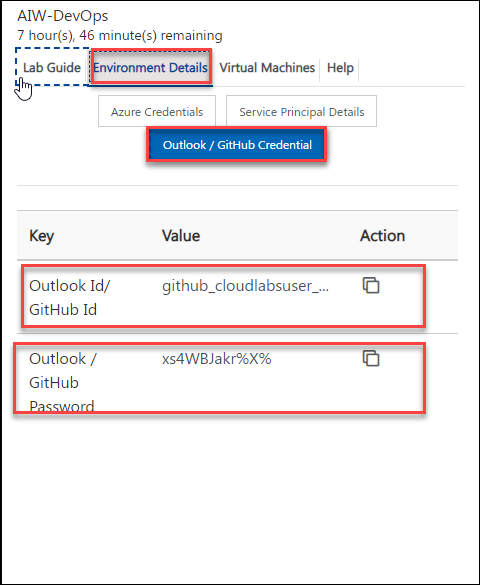 AIW-DevOps
7 hour(s), 46 minute(s) remaining
Lab Guide Environment Details Virtual Machines Help
Azure Credentials Service Principal Details
Outlook / GitHub Credential
Key Value Action
Outlook Id/ github_cloudlabsuser_...
GitHub Id
Outlook / xs4WBJakr%X%
GitHub
Password